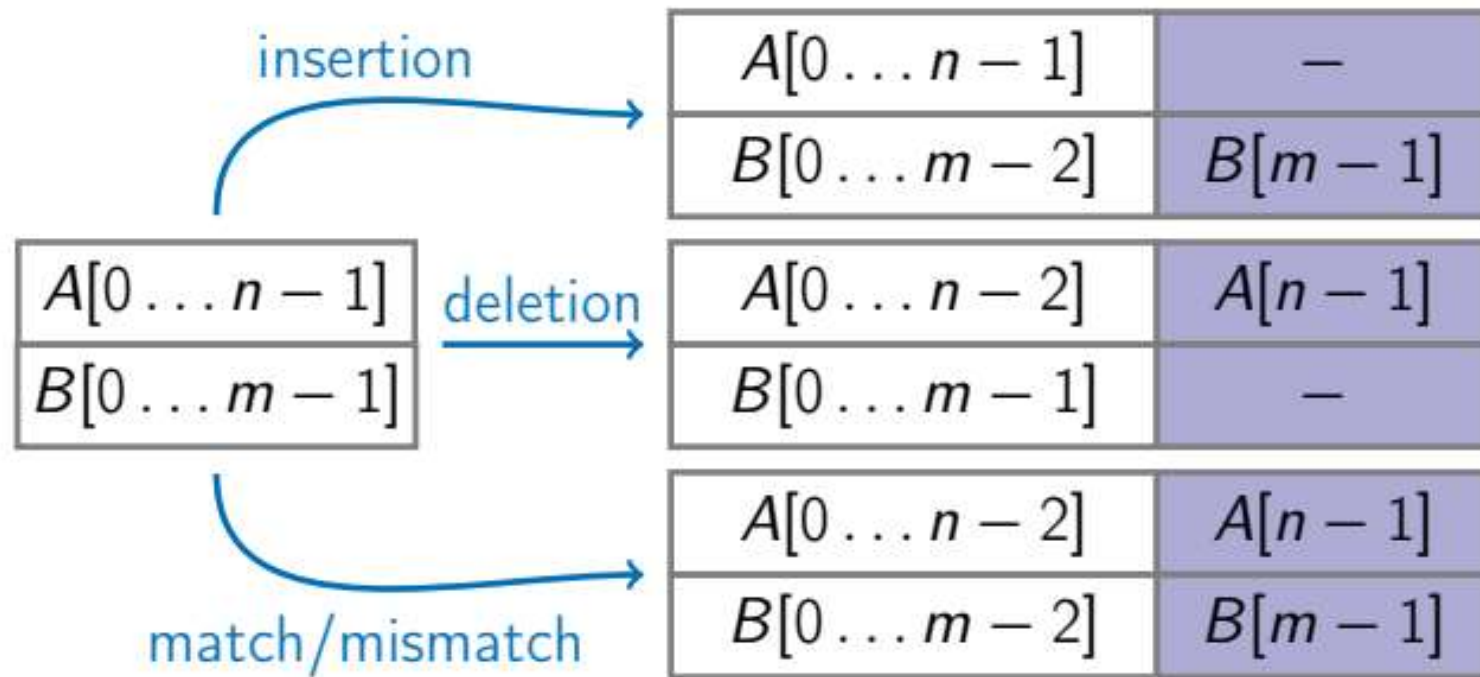 insertion
A[0 . . . n − 1] −
B[0 . . . m − 2] B[m − 1]
A[0 . . . n − 1]
B[0 . . . m − 1]
deletion
A[0 . . . n − 2] A[n − 1]
B[0 . . . m − 1] −
match/mismatch
A[0 . . . n − 2] A[n − 1]
B[0 . . . m − 2] B[m − 1]